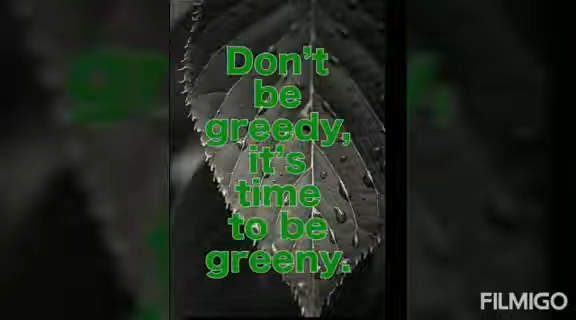 Don't
be
greedy,
it's
time
to be
greeny.
FILMIGO